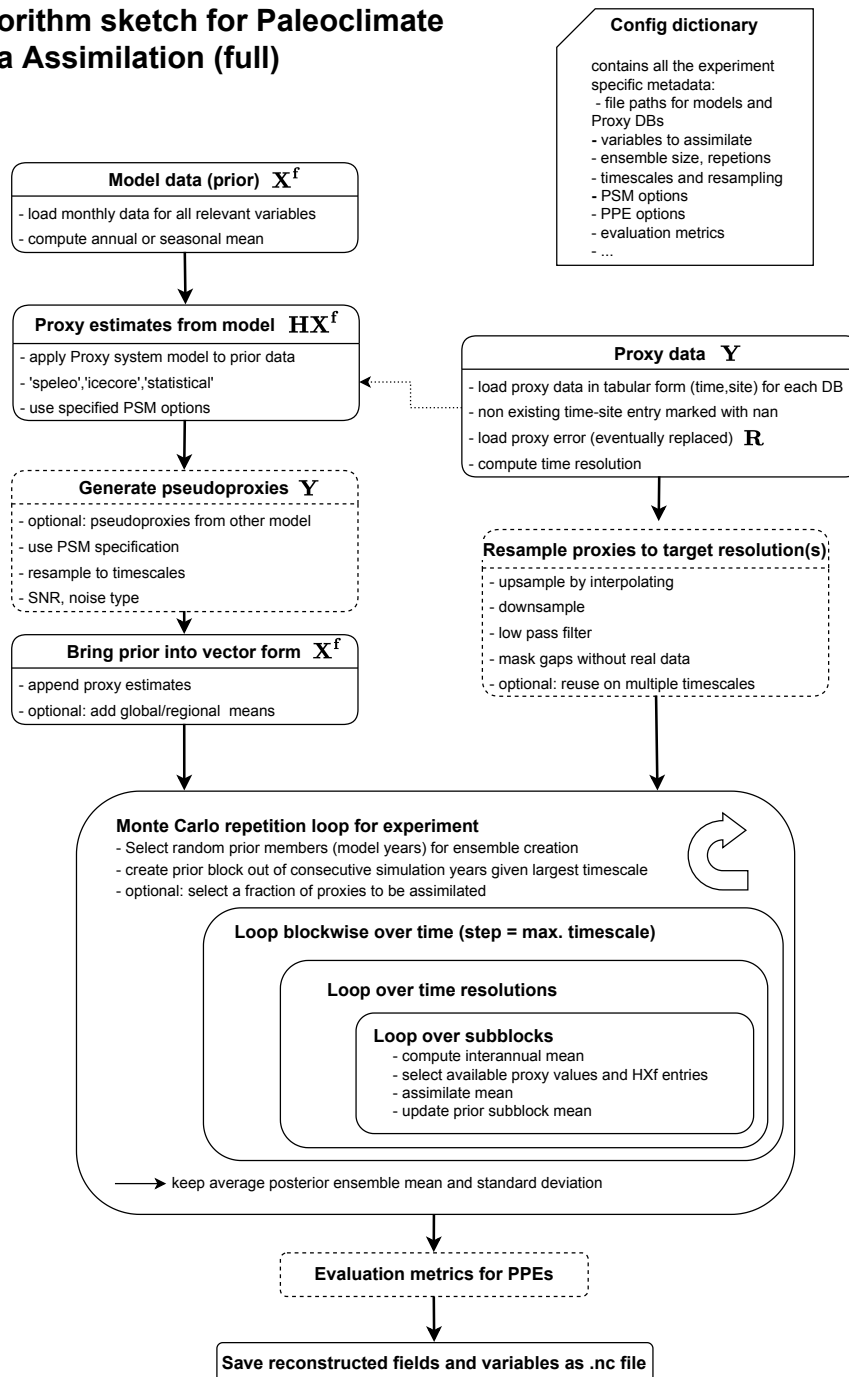 orithm sketch for Paleoclimate
a Assimilation (full)
Config dictionary
contains all the experiment
specific metadata:
- file paths for models and
Proxy DBs
- variables to assimilate
- ensemble size, repetions
- timescales and resampling
- PSM options
- PPE options
- evaluation metrics
- ...
Model data (prior) X^f
- load monthly data for all relevant variables
- compute annual or seasonal mean
Proxy estimates from model HX^f
- apply Proxy system model to prior data
- 'speleo','icecore','statistical'
- use specified PSM options
Proxy data Y
- load proxy data in tabular form (time,site) for each DB
- non existing time-site entry marked with nan
- load proxy error (eventually replaced) R
- compute time resolution
Generate pseudoproxies Y
- optional: pseudoproxies from other model
- use PSM specification
- resample to timescales
- SNR, noise type
Resample proxies to target resolution(s)
- upsample by interpolating
- downsample
- low pass filter
- mask gaps without real data
- optional: reuse on multiple timescales
Bring prior into vector form X^f
- append proxy estimates
- optional: add global/regional means
Monte Carlo repetition loop for experiment
- Select random prior members (model years) for ensemble creation
- create prior block out of consecutive simulation years given largest timescale
- optional: select a fraction of proxies to be assimilated
Loop blockwise over time (step = max. timescale)
Loop over time resolutions
Loop over subblocks
- compute interannual mean
- select available proxy values and HXf entries
- assimilate mean
- update prior subblock mean
keep average posterior ensemble mean and standard deviation
Evaluation metrics for PPEs
Save reconstructed fields and variables as .nc file